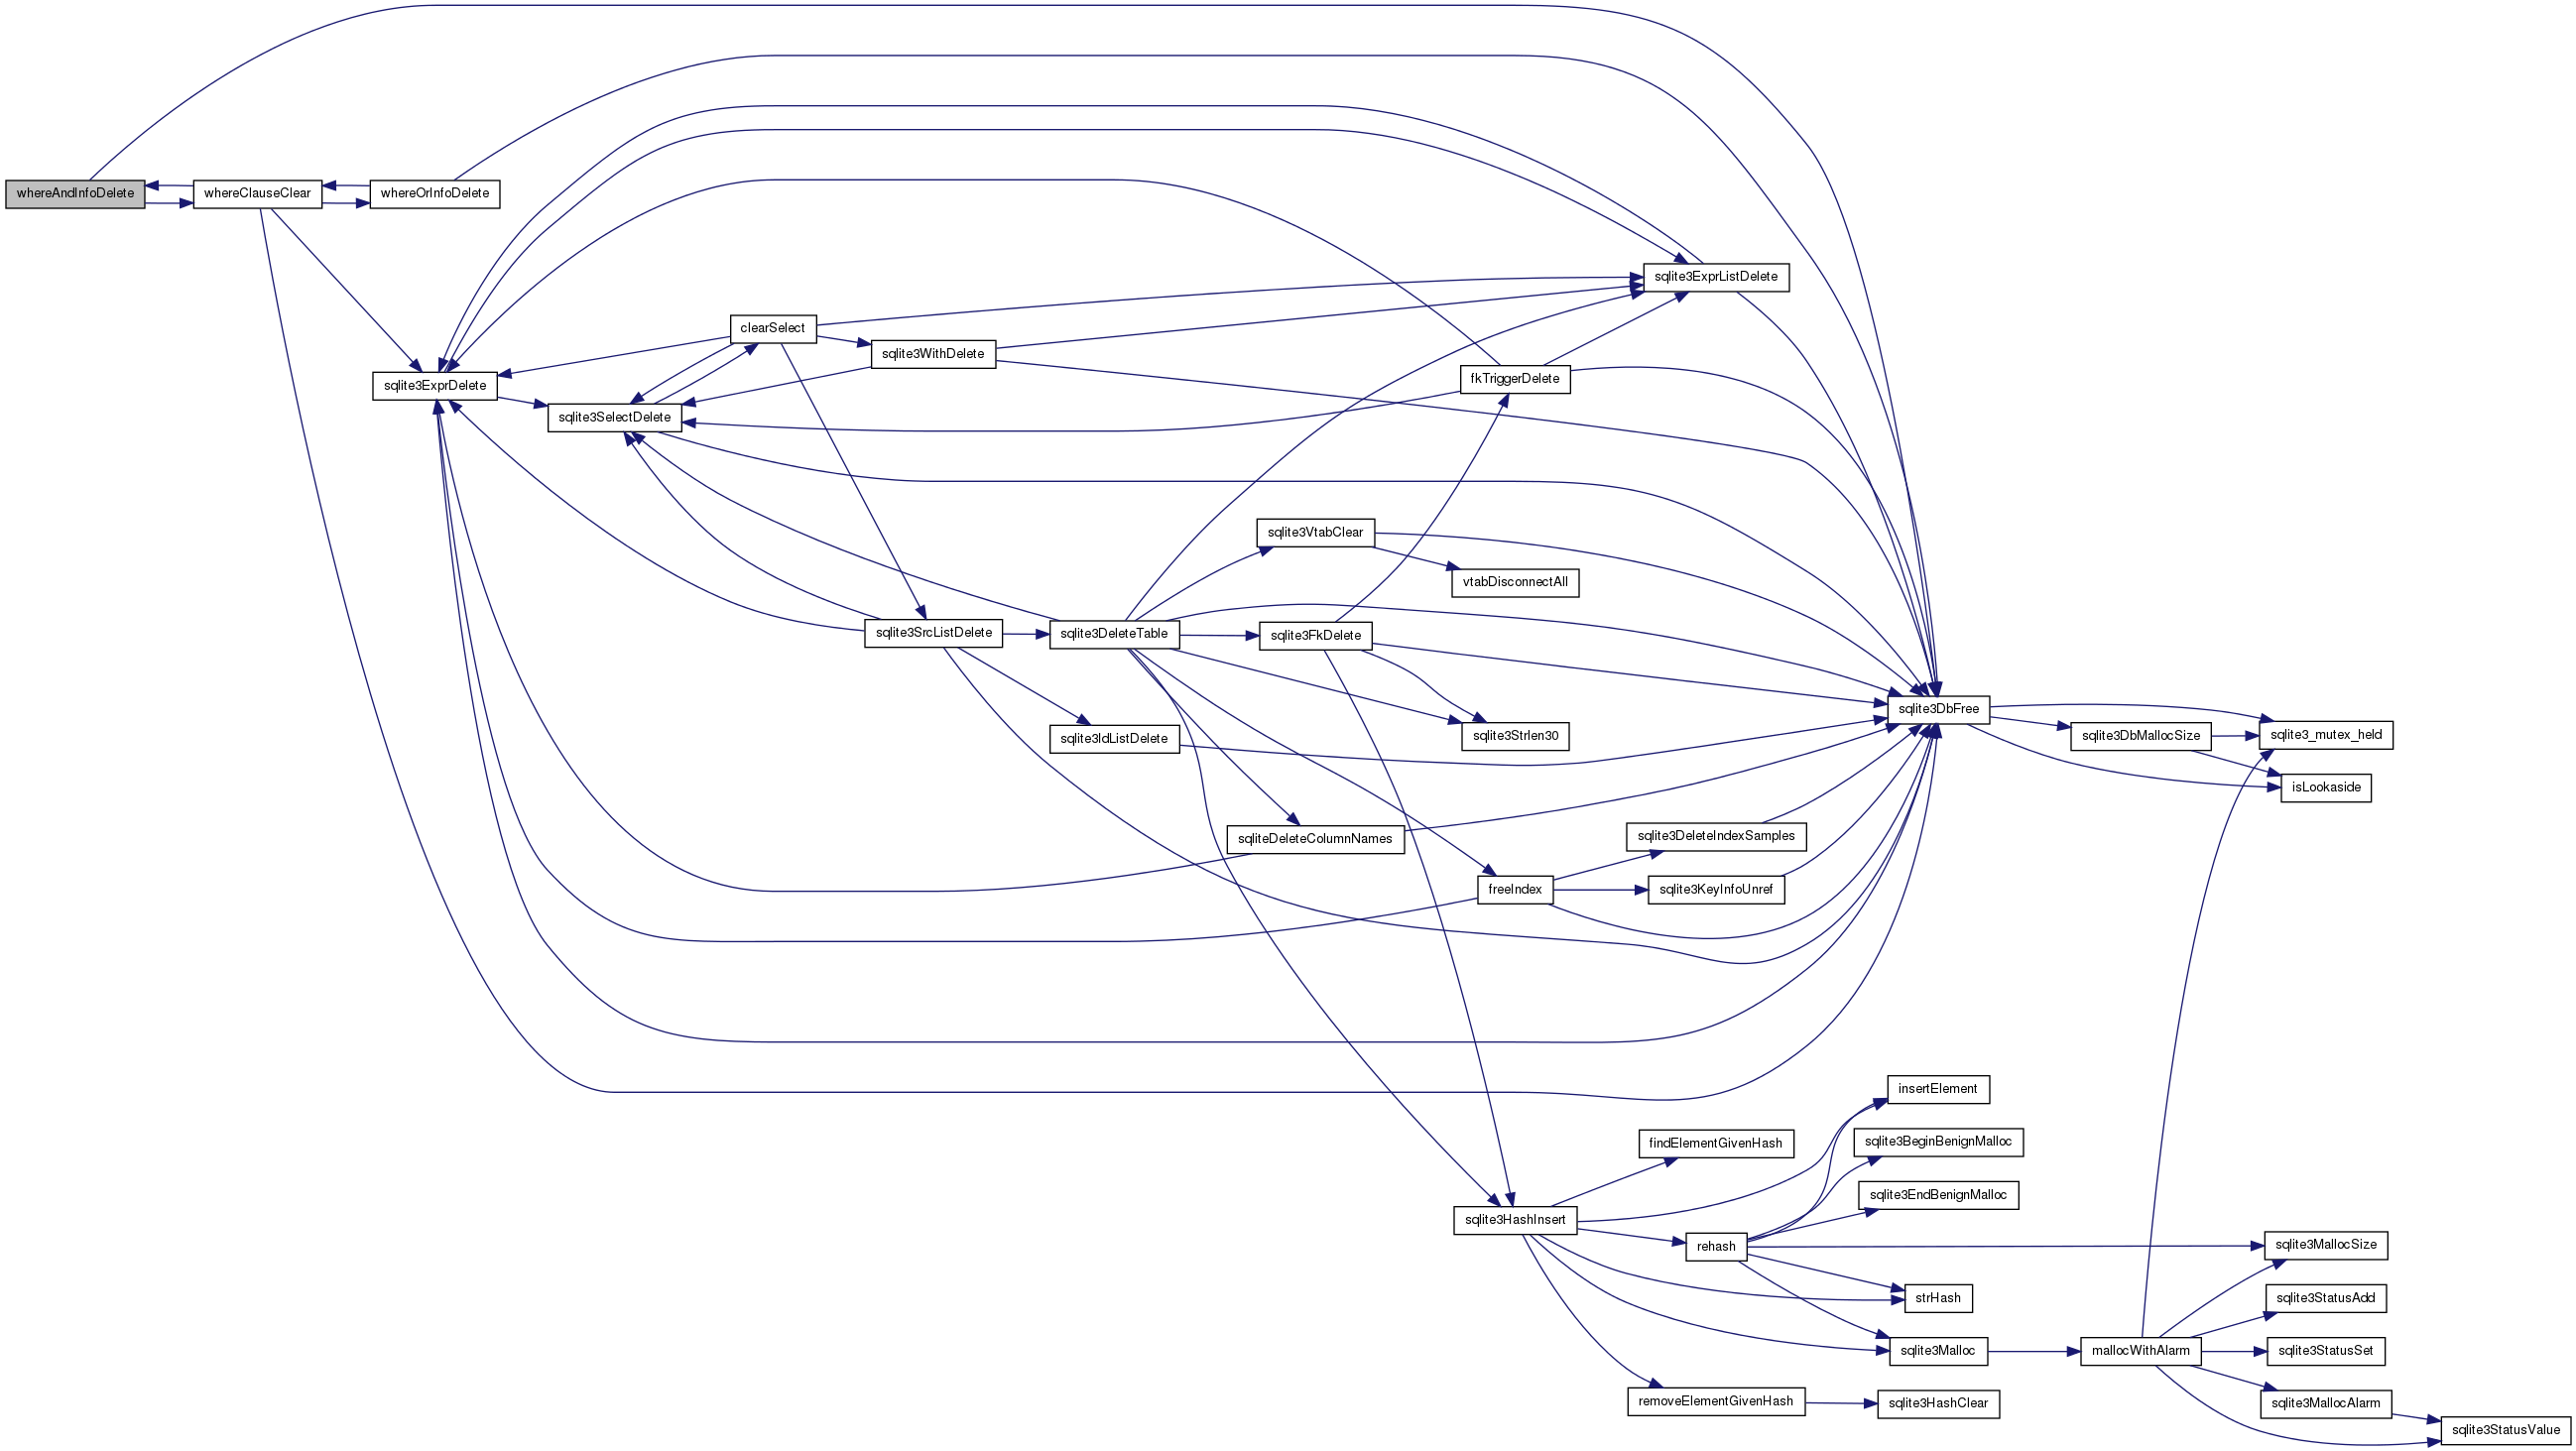 whereAndInfoDelete
whereClauseClear
whereOrInfoDelete
sqlite3ExprListDelete
clearSelect
sqlite3WithDelete
fkTriggerDelete
sqlite3ExprDelete
sqlite3SelectDelete
sqlite3VtabClear
vtabDisconnectAll
sqlite3SrcListDelete
sqlite3DeleteTable
sqlite3FkDelete
sqlite3DbFree
sqlite3IdListDelete
sqlite3Strlen30
sqlite3DbMallocSize
sqlite3_mutex_held
isLookaside
sqliteDeleteColumnNames
sqlite3DeleteIndexSamples
freeIndex
sqlite3KeyInfoUnref
insertElement
findElementGivenHash
sqlite3BeginBenignMalloc
sqlite3EndBenignMalloc
sqlite3HashInsert
rehash
sqlite3MallocSize
strHash
sqlite3StatusAdd
sqlite3Malloc
mallocWithAlarm
sqlite3StatusSet
removeElementGivenHash
sqlite3HashClear
sqlite3MallocAlarm
sqlite3StatusValue